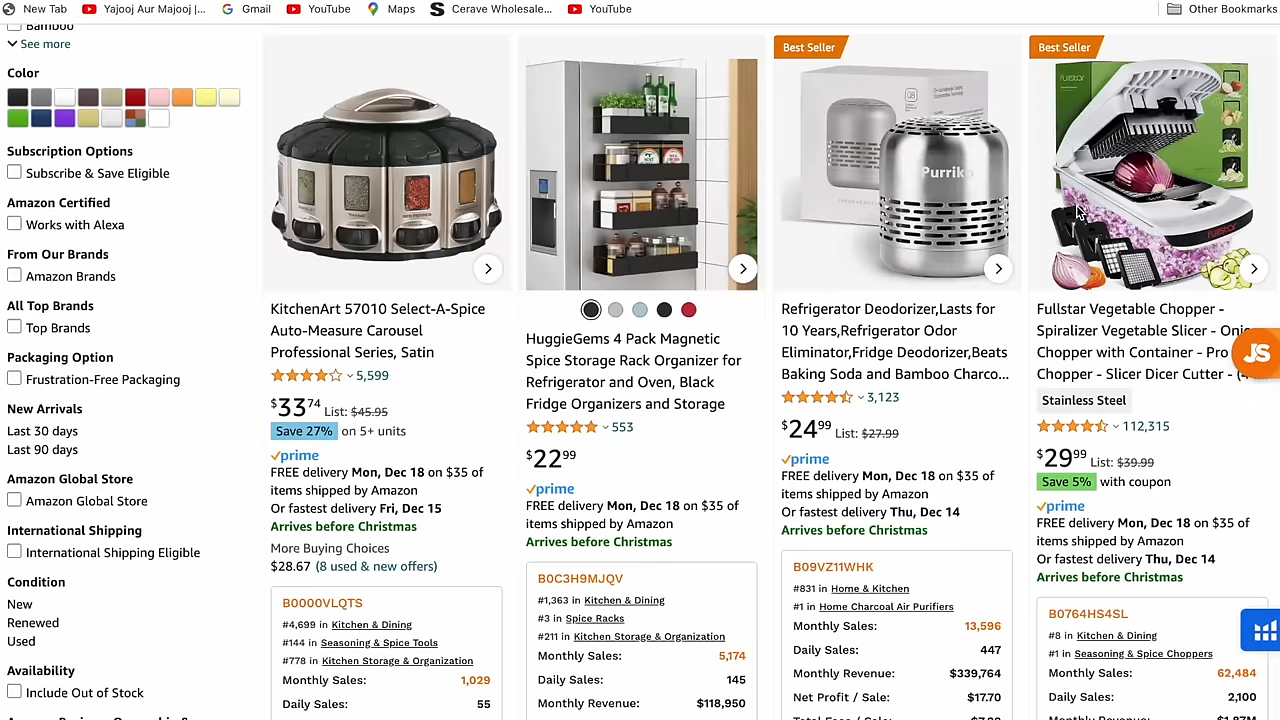 New Tab
Yajooj Aur Majooj |...
Gmail
YouTube
Maps
Cerave Wholesale...
YouTube
Other Bookmarks
Bamboo
See more
Color
Subscription Options
Subscribe & Save Eligible
Amazon Certified
Works with Alexa
From Our Brands
Amazon Brands
All Top Brands
Top Brands
Packaging Option
Frustration-Free Packaging
New Arrivals
Last 30 days
Last 90 days
Amazon Global Store
Amazon Global Store
International Shipping
International Shipping Eligible
Condition
New
Renewed
Used
Availability
Include Out of Stock
KitchenArt 57010 Select-A-Spice
Auto-Measure Carousel
Professional Series, Satin
5,599
$33 74 List: $45.95
Save 27% on 5+ units
prime
FREE delivery Mon, Dec 18 on $35 of
items shipped by Amazon
Or fastest delivery Fri, Dec 15
Arrives before Christmas
More Buying Choices
$28.67 (8 used & new offers)
B0000VLQTS
#4,699 in Kitchen & Dining
#144 in Seasoning & Spice Tools
#778 in Kitchen Storage & Organization
Monthly Sales: 1,029
Daily Sales: 55
HuggieGems 4 Pack Magnetic
Spice Storage Rack Organizer for
Refrigerator and Oven, Black
Fridge Organizers and Storage
553
$22 99
prime
FREE delivery Mon, Dec 18 on $35 of
items shipped by Amazon
Arrives before Christmas
B0C3H9MJQV
#1,363 in Kitchen & Dining
#3 in Spice Racks
#211 in Kitchen Storage & Organization
Monthly Sales: 5,174
Daily Sales: 145
Monthly Revenue: $118,950
Best Seller
Purriko
Refrigerator Deodorizer,Lasts for
10 Years,Refrigerator Odor
Eliminator,Fridge Deodorizer,Beats
Baking Soda and Bamboo Charco...
3,123
$24 99 List: $27.99
prime
FREE delivery Mon, Dec 18 on $35 of
items shipped by Amazon
Or fastest delivery Thu, Dec 14
Arrives before Christmas
B09VZ11WHK
#831 in Home & Kitchen
#1 in Home Charcoal Air Purifiers
Monthly Sales: 13,596
Daily Sales: 447
Monthly Revenue: $339,764
Net Profit / Sale: $17.70
Best Seller
Fullstar
Fullstar
Fullstar Vegetable Chopper -
Spiralizer Vegetable Slicer -
Chopper with Container - Pro
Chopper - Slicer Dicer Cutter - (4
JS
Stainless Steel
112,315
$29 99 List: $39.99
Save 5% with coupon
prime
FREE delivery Mon, Dec 18 on $35 of
items shipped by Amazon
Or fastest delivery Thu, Dec 14
Arrives before Christmas
B0764HS4SL
#8 in Kitchen & Dining
#1 in Seasoning & Spice Choppers
Monthly Sales: 62,484
Daily Sales: 2,100